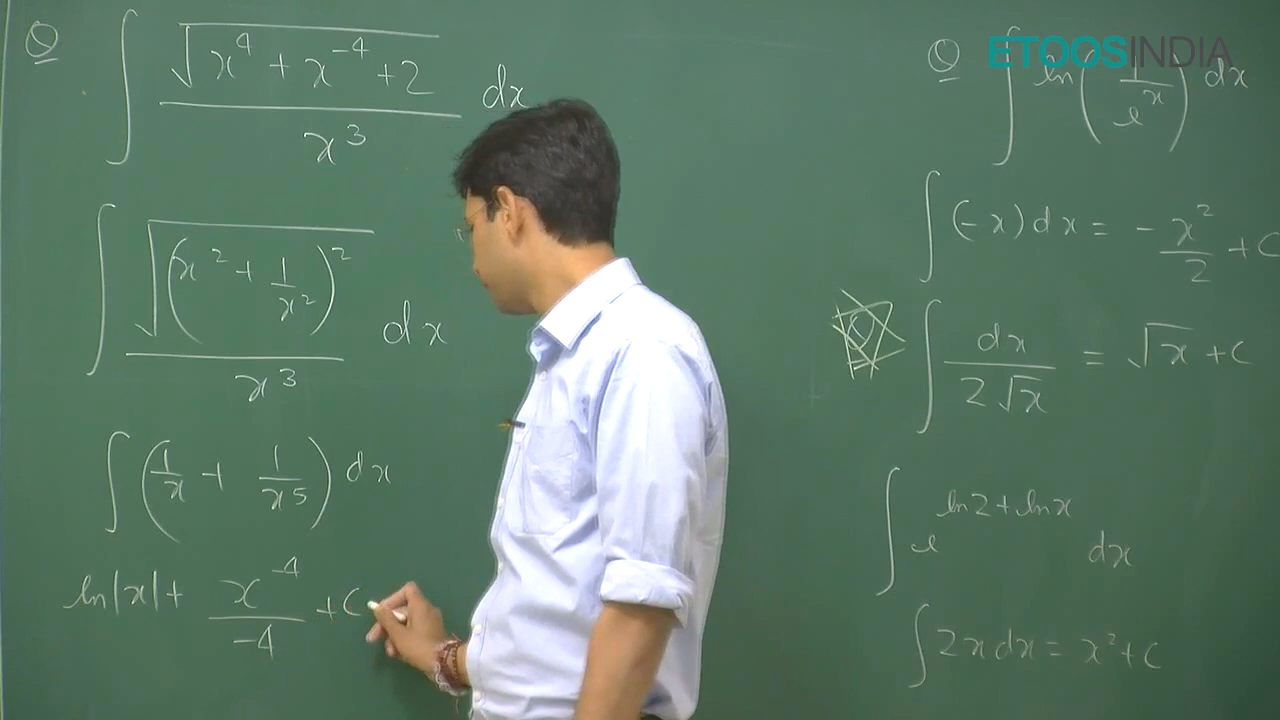 Q ∫ √(x⁴ + x⁻⁴ + 2) / x³ dx
∫ √((x² + 1/x²)²) / x³ dx
∫ (1/x + 1/x⁵) dx
ln|x| + x⁻⁴/-4 + C
ETOOSINDIA
Q ∫ ln(1/eˣ) dx
∫ (-x) dx = - x²/2 + C
Q ∫ dx / 2√x = √x + C
∫ e^(ln2 + lnx) dx
∫ 2x dx = x² + C